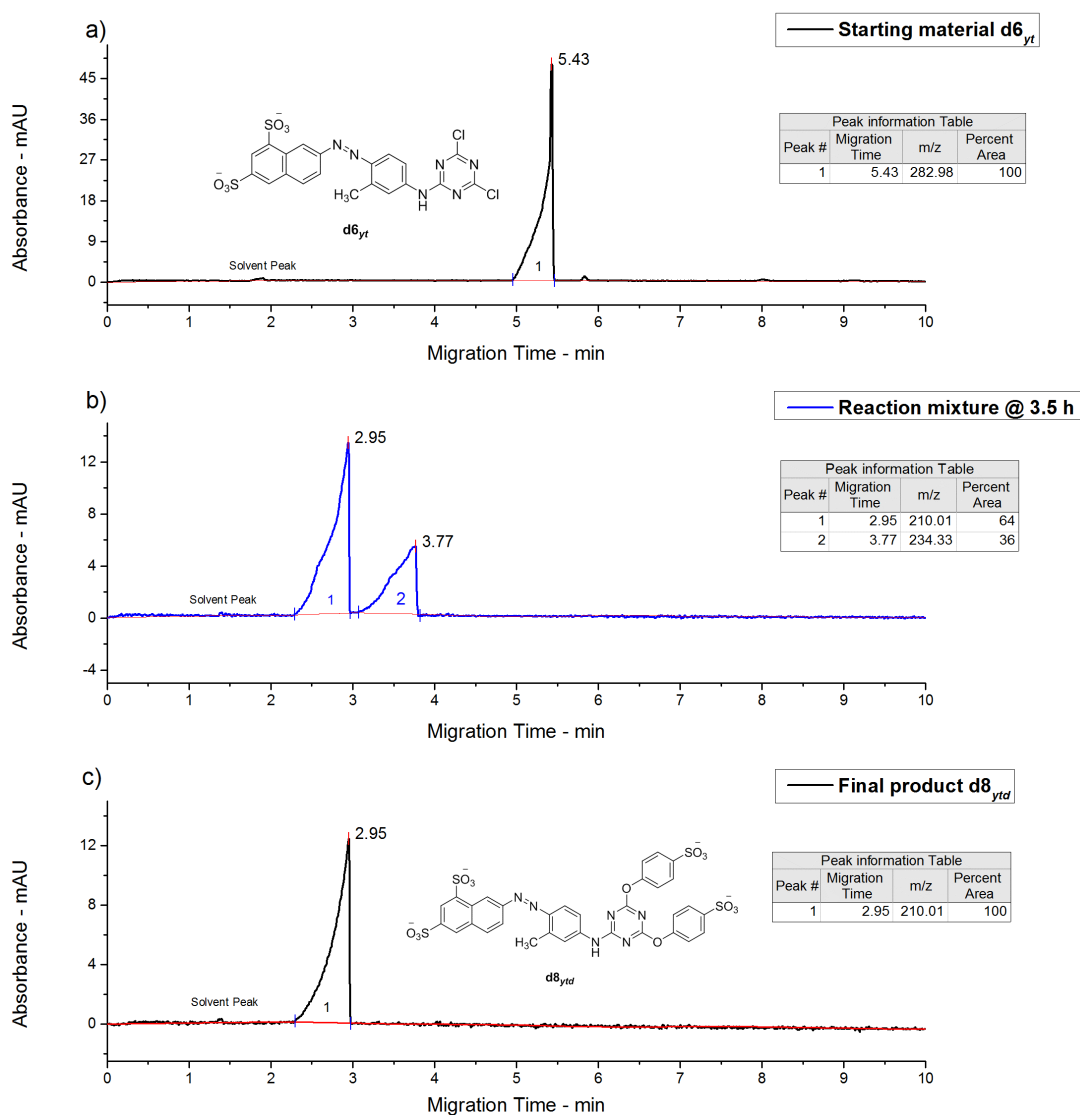 a)
Starting material d6yt
Absorbance - mAU
45
36
27
18
9
0
5.43
1
Solvent Peak
SO3−
−O3S
N
N
CH3
N
H
N
N
N
Cl
Cl
d6yt
Peak information Table
Peak # Migration Time m/z Percent Area
1 5.43 282.98 100
0 1 2 3 4 5 6 7 8 9 10
Migration Time - min
b)
Reaction mixture @ 3.5 h
Absorbance - mAU
12
8
4
0
-4
2.95
3.77
1
2
Solvent Peak
Peak information Table
Peak # Migration Time m/z Percent Area
1 2.95 210.01 64
2 3.77 234.33 36
0 1 2 3 4 5 6 7 8 9 10
Migration Time - min
c)
Final product d8ytd
Absorbance - mAU
12
8
4
0
2.95
1
Solvent Peak
SO3−
−O3S
N
N
H3C
N
H
N
N
N
O
O
SO3−
SO3−
d8ytd
Peak information Table
Peak # Migration Time m/z Percent Area
1 2.95 210.01 100
0 1 2 3 4 5 6 7 8 9 10
Migration Time - min